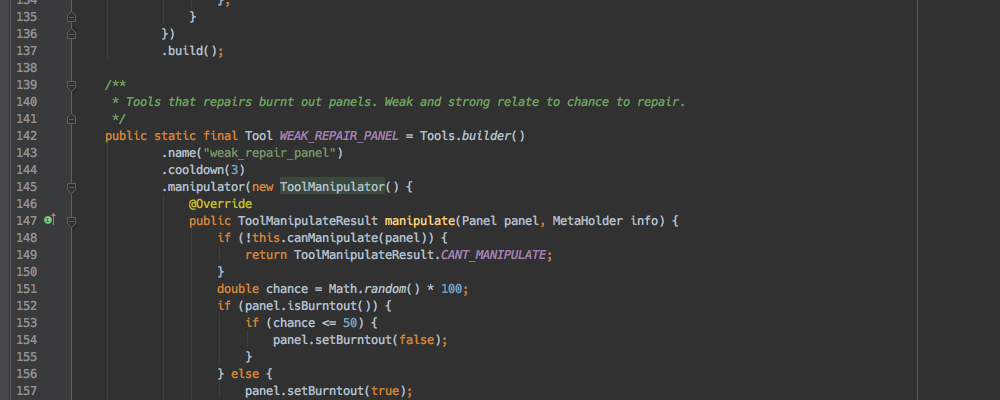 134 };
135 }
136 })
137 .build();
138
139 /**
140 * Tools that repairs burnt out panels. Weak and strong relate to chance to repair.
141 */
142 public static final Tool WEAK_REPAIR_PANEL = Tools.builder()
143 .name("weak_repair_panel")
144 .cooldown(3)
145 .manipulator(new ToolManipulator() {
146 @Override
147 public ToolManipulateResult manipulate(Panel panel, MetaHolder info) {
148 if (!this.canManipulate(panel)) {
149 return ToolManipulateResult.CANT_MANIPULATE;
150 }
151 double chance = Math.random() * 100;
152 if (panel.isBurntout()) {
153 if (chance <= 50) {
154 panel.setBurntout(false);
155 }
156 } else {
157 panel.setBurntout(true);